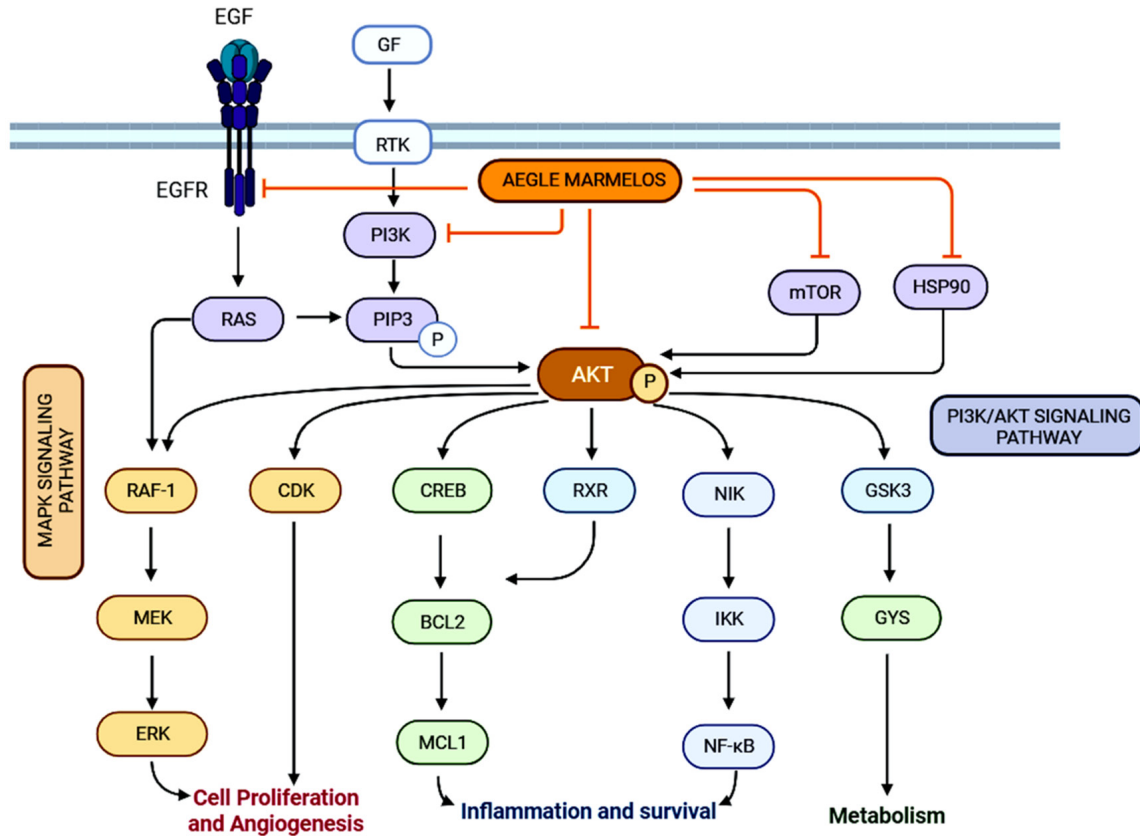 EGF
GF
RTK
AEGLE MARMELOS
EGFR
PI3K
mTOR
HSP90
RAS
PIP3
P
AKT
P
MAPK SIGNALING
PATHWAY
PI3K/AKT SIGNALING
PATHWAY
RAF-1
CDK
CREB
RXR
NIK
GSK3
MEK
BCL2
IKK
GYS
ERK
MCL1
NF-κB
Cell Proliferation
and Angiogenesis
Inflammation and survival
Metabolism